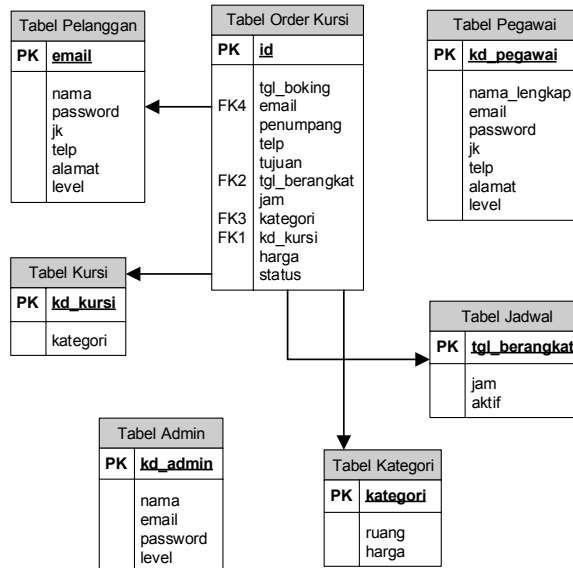 Tabel Pelanggan
PK email
nama
password
jk
telp
alamat
level
Tabel Order Kursi
PK id
tgl_boking
FK4 email
penumpang
telp
tujuan
FK2 tgl_berangkat
jam
FK3 kategori
FK1 kd_kursi
harga
status
Tabel Pegawai
PK kd_pegawai
nama_lengkap
email
password
jk
telp
alamat
level
Tabel Kursi
PK kd_kursi
kategori
Tabel Jadwal
PK tgl_berangkat
jam
aktif
Tabel Admin
PK kd_admin
nama
email
password
level
Tabel Kategori
PK kategori
ruang
harga